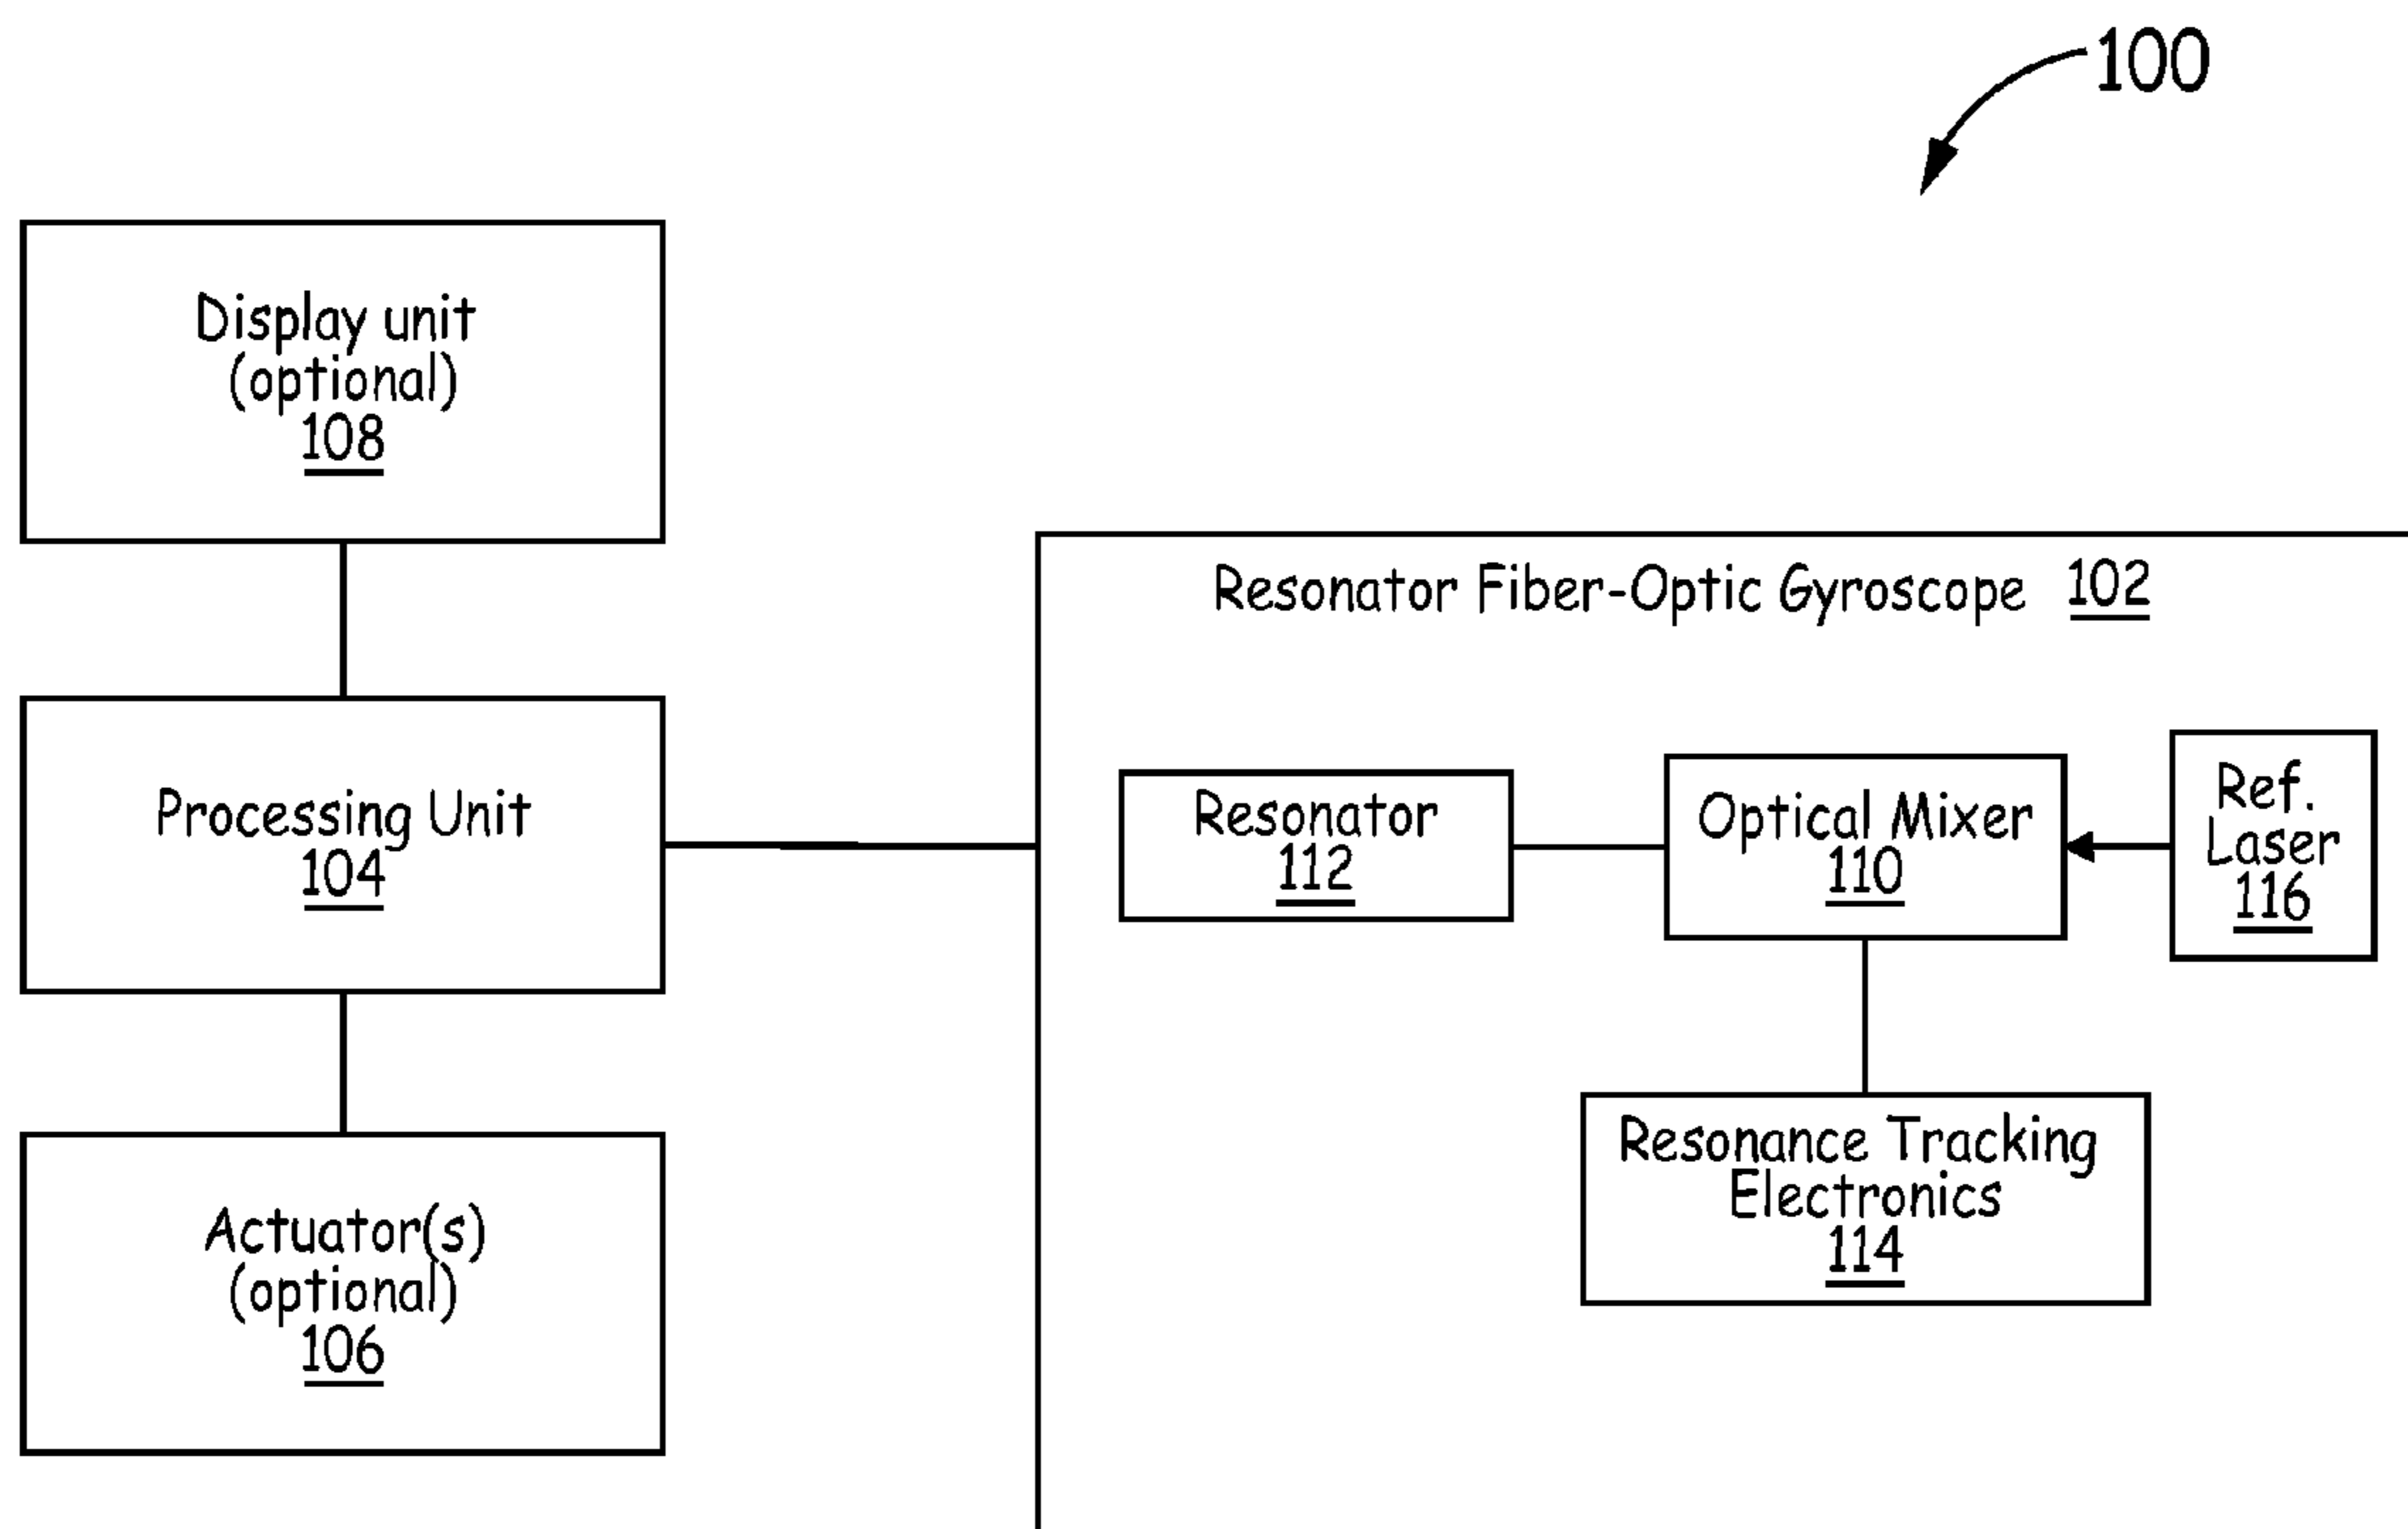 100
Display unit
(optional)
108
Resonator Fiber-Optic Gyroscope 102
Processing Unit
104
Resonator
112
Optical Mixer
110
Ref.
Laser
116
Resonance Tracking
Electronics
114
Actuator(s)
(optional)
106